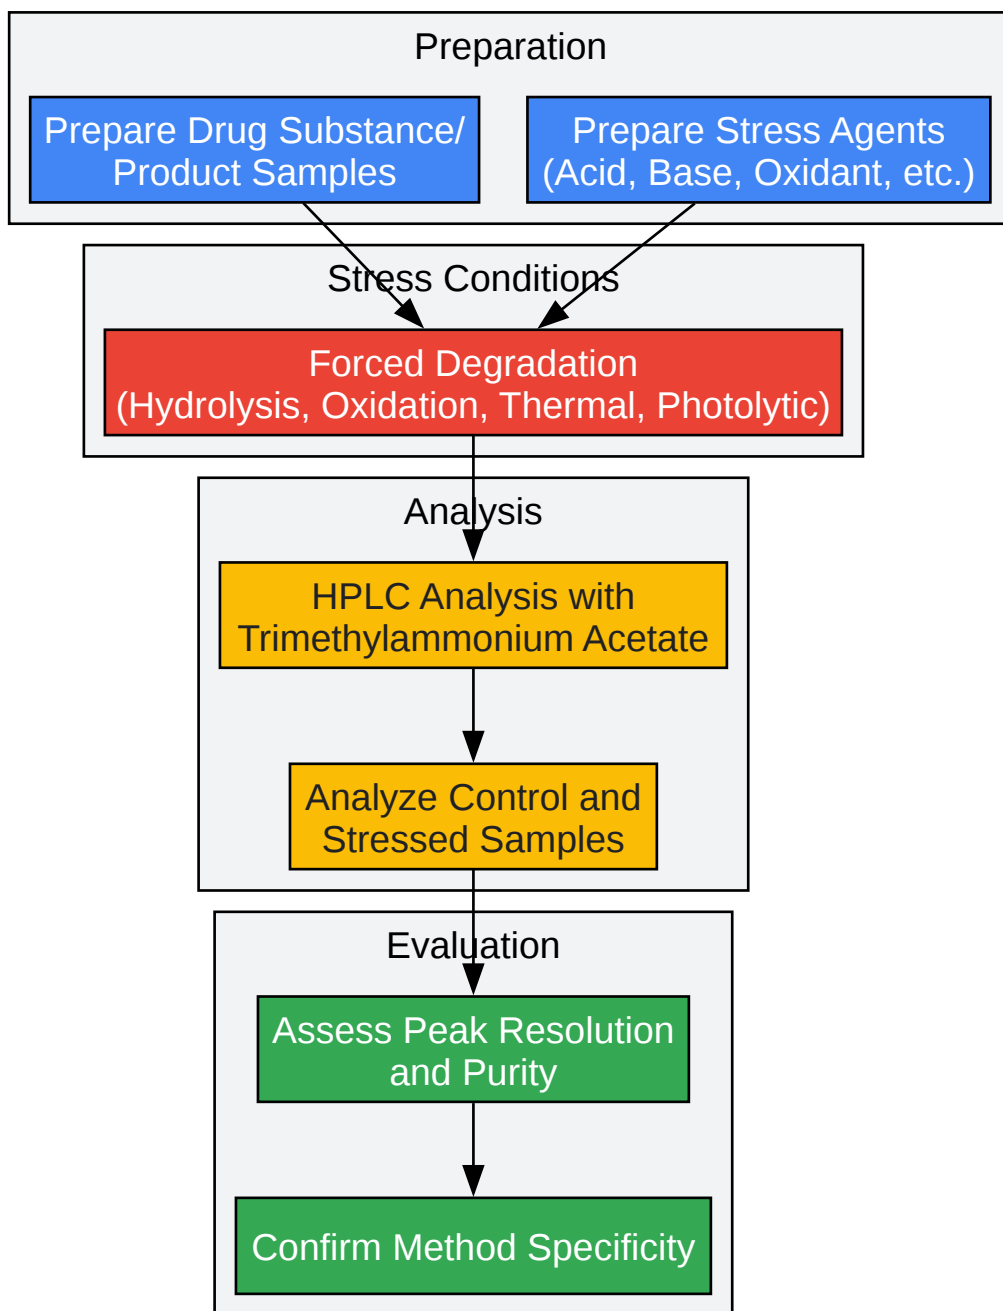 Preparation
Prepare Drug Substance/
Product Samples
Prepare Stress Agents
(Acid, Base, Oxidant, etc.)
Stress Conditions
Forced Degradation
(Hydrolysis, Oxidation, Thermal, Photolytic)
Analysis
HPLC Analysis with
Trimethylammonium Acetate
Analyze Control and
Stressed Samples
Evaluation
Assess Peak Resolution
and Purity
Confirm Method Specificity